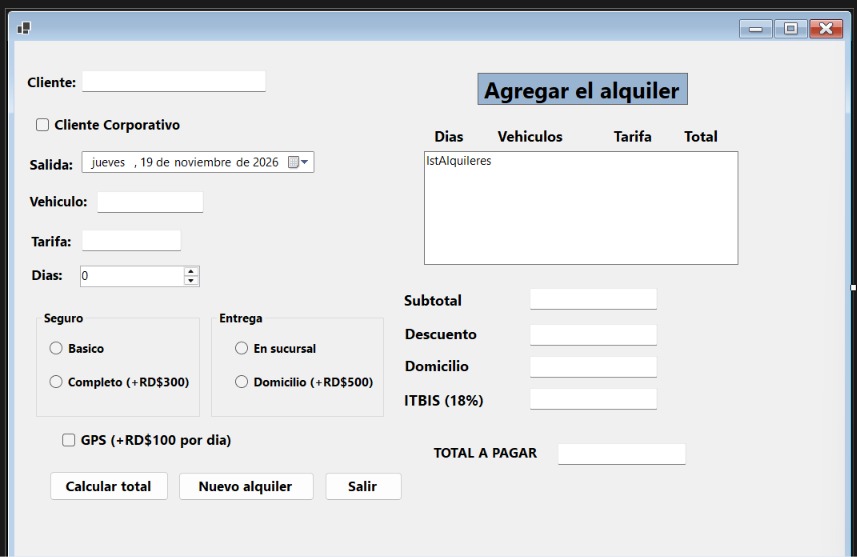 Cliente:
Cliente Corporativo
Salida: jueves , 19 de noviembre de 2026
Vehiculo:
Tarifa:
Dias: 0
Seguro
Basico
Completo (+RD$300)
Entrega
En sucursal
Domicilio (+RD$500)
GPS (+RD$100 por dia)
Calcular total
Nuevo alquiler
Salir
Agregar el alquiler
Dias Vehiculos Tarifa Total
lstAlquileres
Subtotal
Descuento
Domicilio
ITBIS (18%)
TOTAL A PAGAR